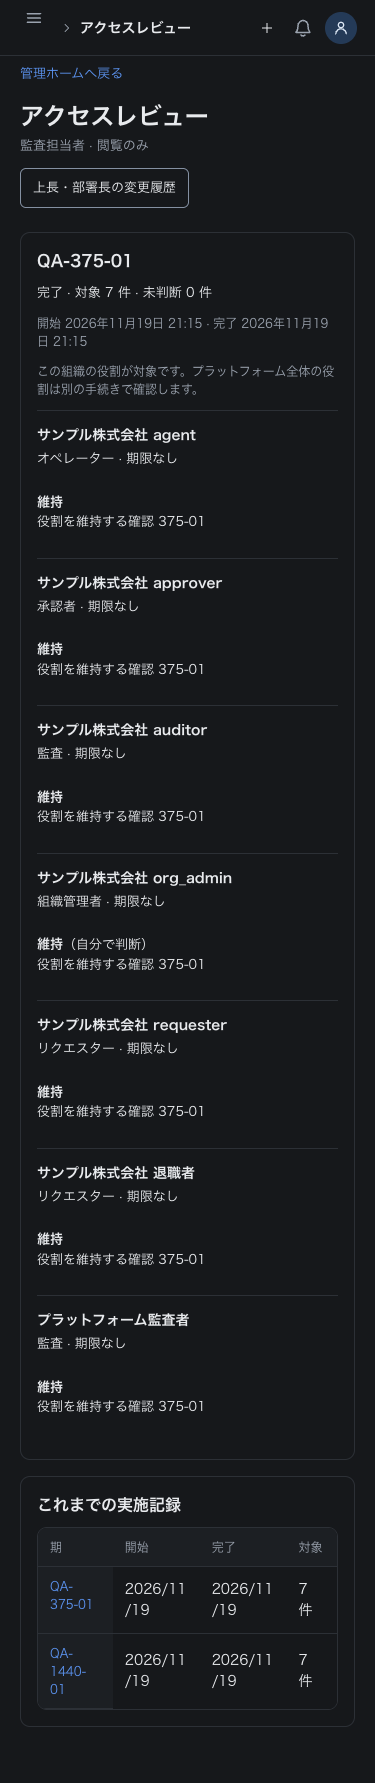 アクセスレビュー
管理ホームへ戻る
アクセスレビュー
監査担当者 · 閲覧のみ
上長・部署長の変更履歴
QA-375-01
完了 · 対象 7 件 · 未判断 0 件
開始 2026年11月19日 21:15 · 完了 2026年11月19
日 21:15
この組織の役割が対象です。プラットフォーム全体の役
割は別の手続きで確認します。
サンプル株式会社 agent
オペレーター · 期限なし
維持
役割を維持する確認 375-01
サンプル株式会社 approver
承認者 · 期限なし
維持
役割を維持する確認 375-01
サンプル株式会社 auditor
監査 · 期限なし
維持
役割を維持する確認 375-01
サンプル株式会社 org_admin
組織管理者 · 期限なし
維持（自分で判断）
役割を維持する確認 375-01
サンプル株式会社 requester
リクエスター · 期限なし
維持
役割を維持する確認 375-01
サンプル株式会社 退職者
リクエスター · 期限なし
維持
役割を維持する確認 375-01
プラットフォーム監査者
監査 · 期限なし
維持
役割を維持する確認 375-01
これまでの実施記録
期 開始 完了 対象
QA- 2026/11 2026/11 7
375-01 /19 /19 件
QA- 2026/11 2026/11 7
1440- /19 /19 件
01